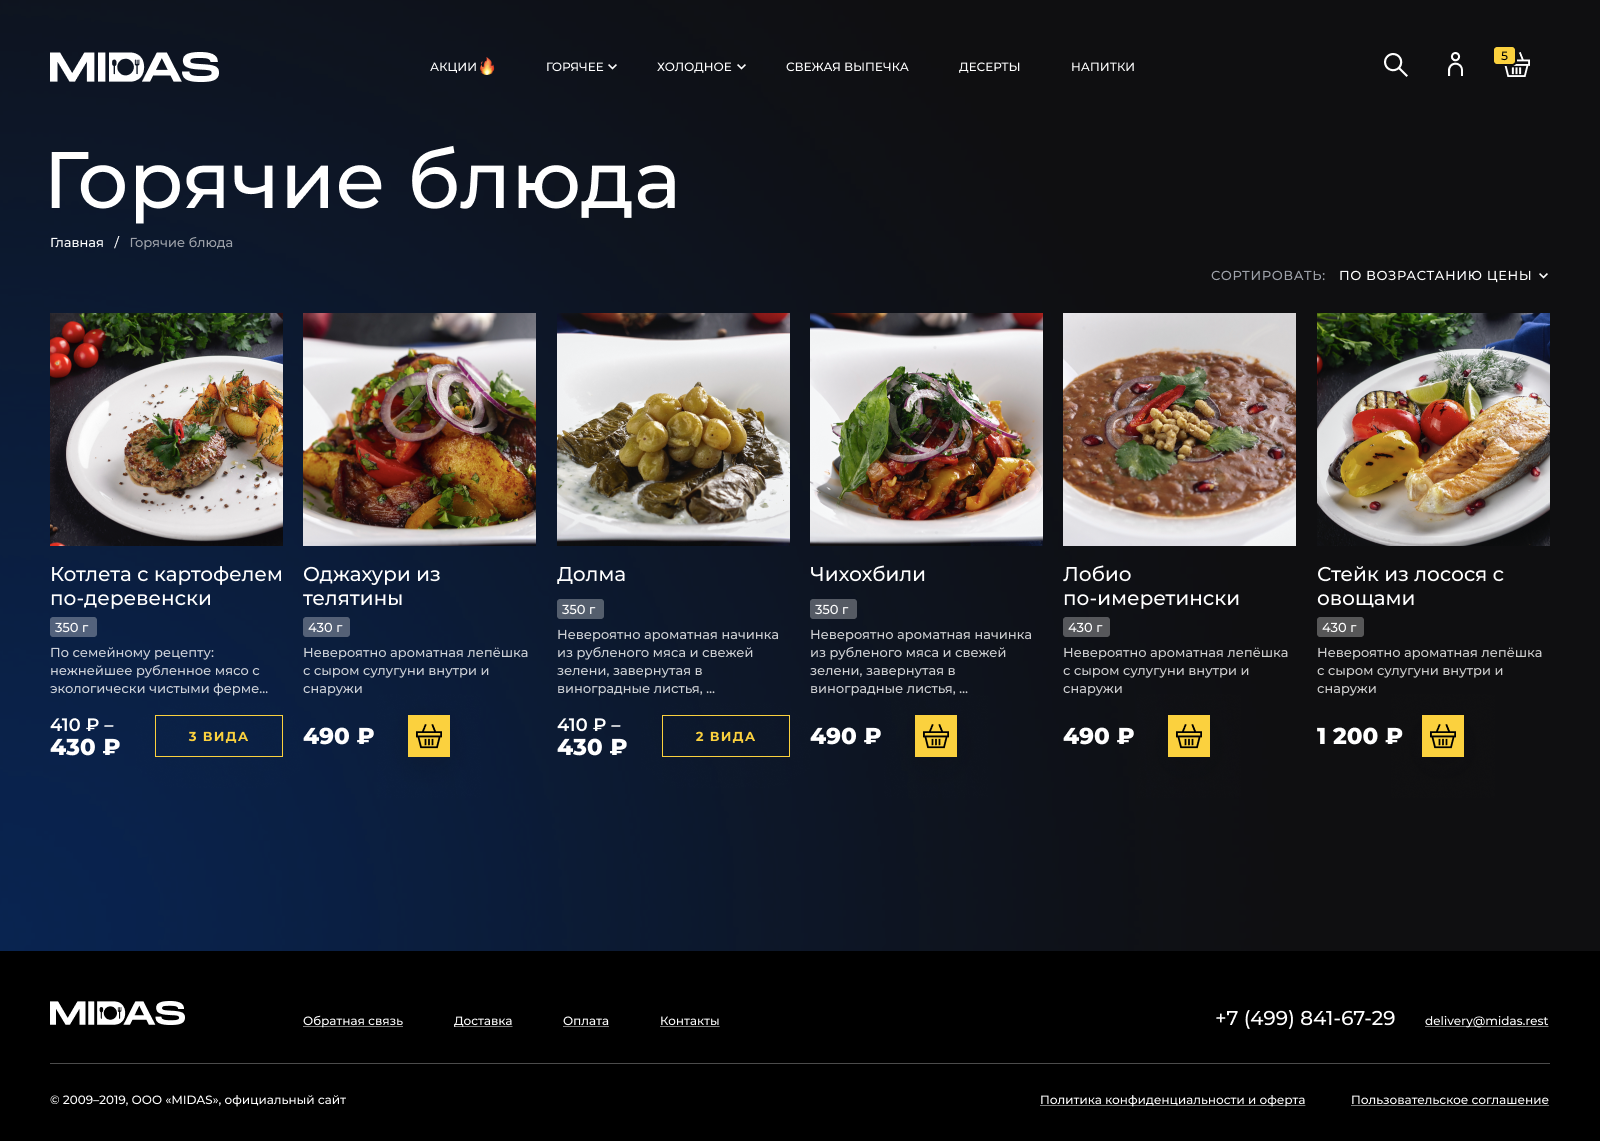 MIDAS
АКЦИИ🔥 ГОРЯЧЕЕ ХОЛОДНОЕ СВЕЖАЯ ВЫПЕЧКА ДЕСЕРТЫ НАПИТКИ
5
Горячие блюда
Главная / Горячие блюда
СОРТИРОВАТЬ: ПО ВОЗРАСТАНИЮ ЦЕНЫ
Котлета с картофелем
по-деревенски
350 г
По семейному рецепту:
нежнейшее рубленное мясо с
экологически чистыми ферме...
410 ₽ –
430 ₽
3 ВИДА
Оджахури из
телятины
430 г
Невероятно ароматная лепёшка
с сыром сулугуни внутри и
снаружи
490 ₽
Долма
350 г
Невероятно ароматная начинка
из рубленого мяса и свежей
зелени, завернутая в
виноградные листья, ...
410 ₽ –
430 ₽
2 ВИДА
Чихохбили
350 г
Невероятно ароматная начинка
из рубленого мяса и свежей
зелени, завернутая в
виноградные листья, ...
490 ₽
Лобио
по-имеретински
430 г
Невероятно ароматная лепёшка
с сыром сулугуни внутри и
снаружи
490 ₽
Стейк из лосося с
овощами
430 г
Невероятно ароматная лепёшка
с сыром сулугуни внутри и
снаружи
1 200 ₽
MIDAS
Обратная связь Доставка Оплата Контакты
+7 (499) 841-67-29 delivery@midas.rest
© 2009–2019, ООО «MIDAS», официальный сайт
Политика конфиденциальности и оферта Пользовательское соглашение